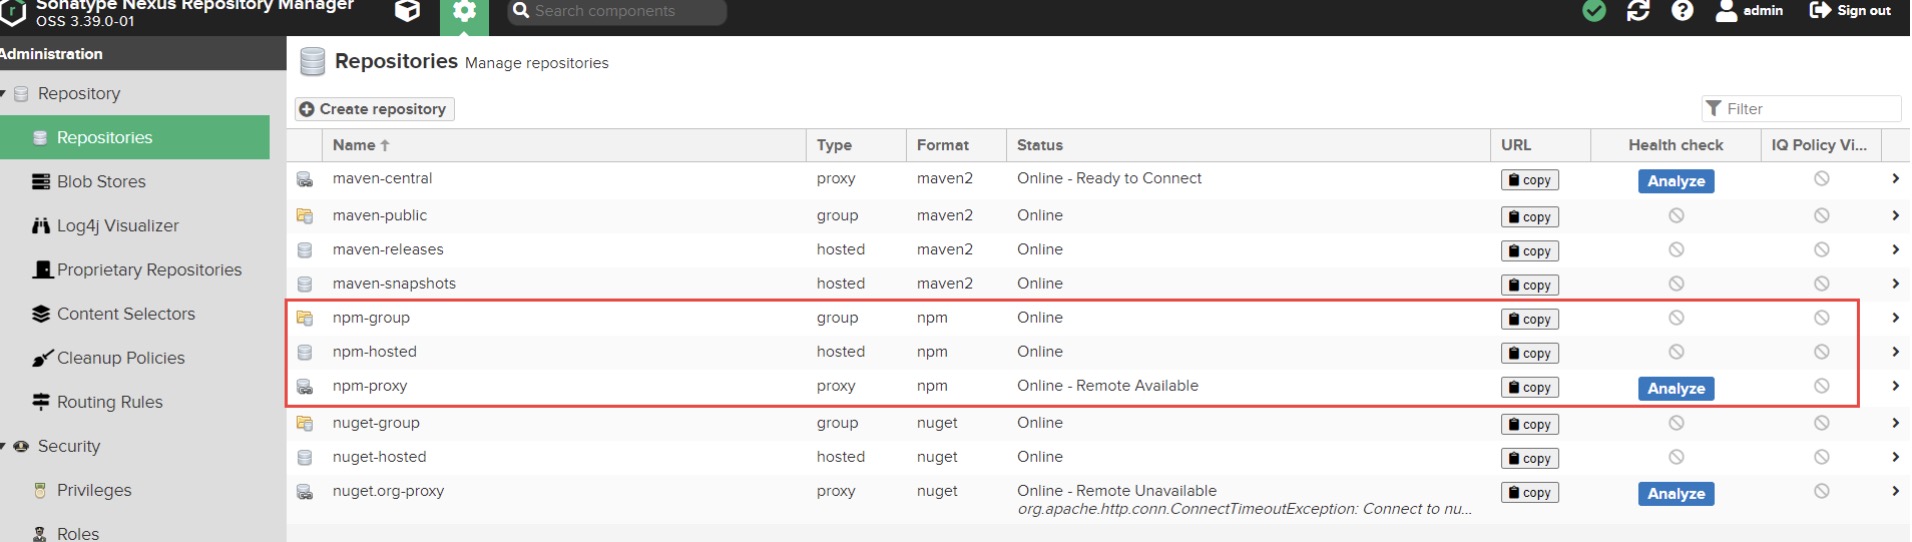 Sonatype Nexus Repository Manager
OSS 3.39.0-01
Search components
admin
Sign out
Administration
Repository
Repositories
Blob Stores
Log4j Visualizer
Proprietary Repositories
Content Selectors
Cleanup Policies
Routing Rules
Security
Privileges
Roles
Repositories Manage repositories
Create repository
Filter
Name Type Format Status URL Health check IQ Policy Vi...
maven-central proxy maven2 Online - Ready to Connect copy Analyze
maven-public group maven2 Online copy
maven-releases hosted maven2 Online copy
maven-snapshots hosted maven2 Online copy
npm-group group npm Online copy
npm-hosted hosted npm Online copy
npm-proxy proxy npm Online - Remote Available copy Analyze
nuget-group group nuget Online copy
nuget-hosted hosted nuget Online copy
nuget.org-proxy proxy nuget Online - Remote Unavailable copy Analyze
org.apache.http.conn.ConnectTimeoutException: Connect to nu...